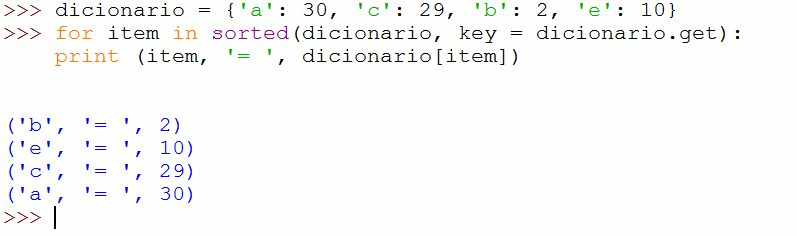 >>> dicionario = {'a': 30, 'c': 29, 'b': 2, 'e': 10}
>>> for item in sorted(dicionario, key = dicionario.get):
    print (item, '= ', dicionario[item])
('b', '= ', 2)
('e', '= ', 10)
('c', '= ', 29)
('a', '= ', 30)
>>>